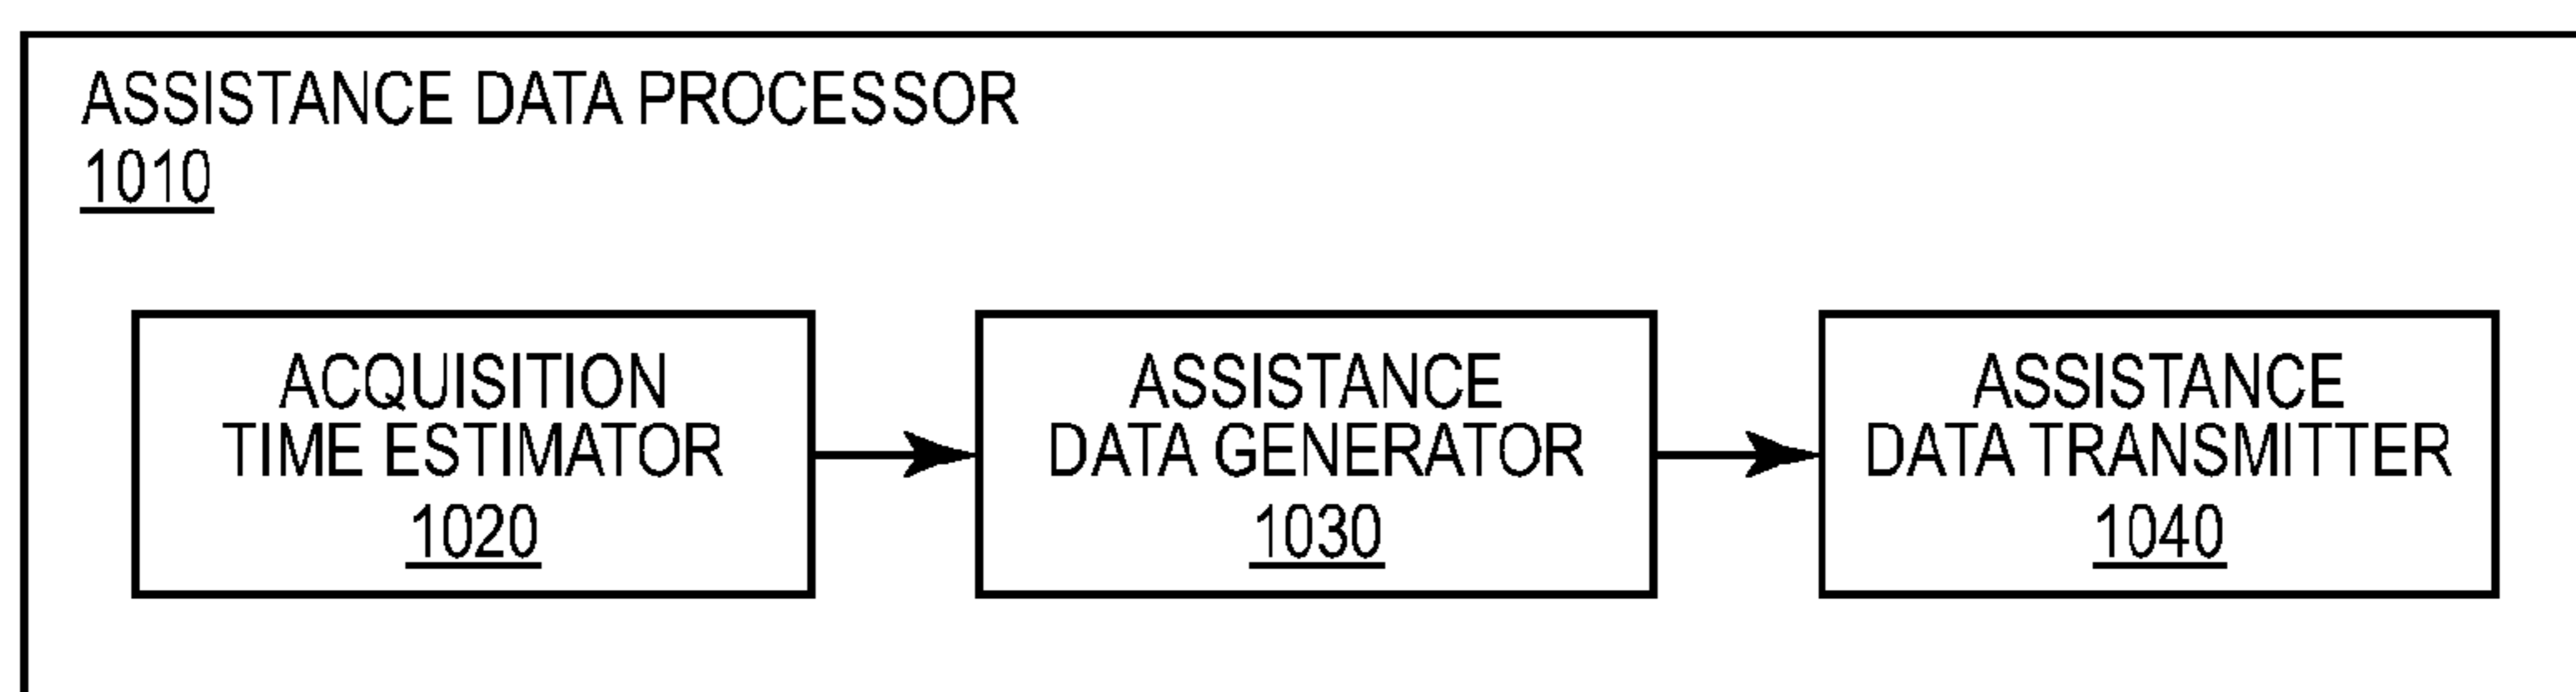 ASSISTANCE DATA PROCESSOR
1010
ACQUISITION
TIME ESTIMATOR
1020
ASSISTANCE
DATA GENERATOR
1030
ASSISTANCE
DATA TRANSMITTER
1040